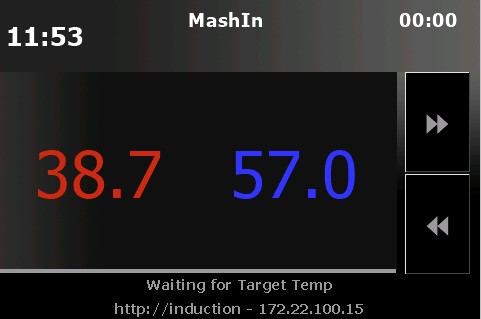 MashIn
00:00
11:53
38.7
57.0
Waiting for Target Temp
http://induction - 172.22.100.15